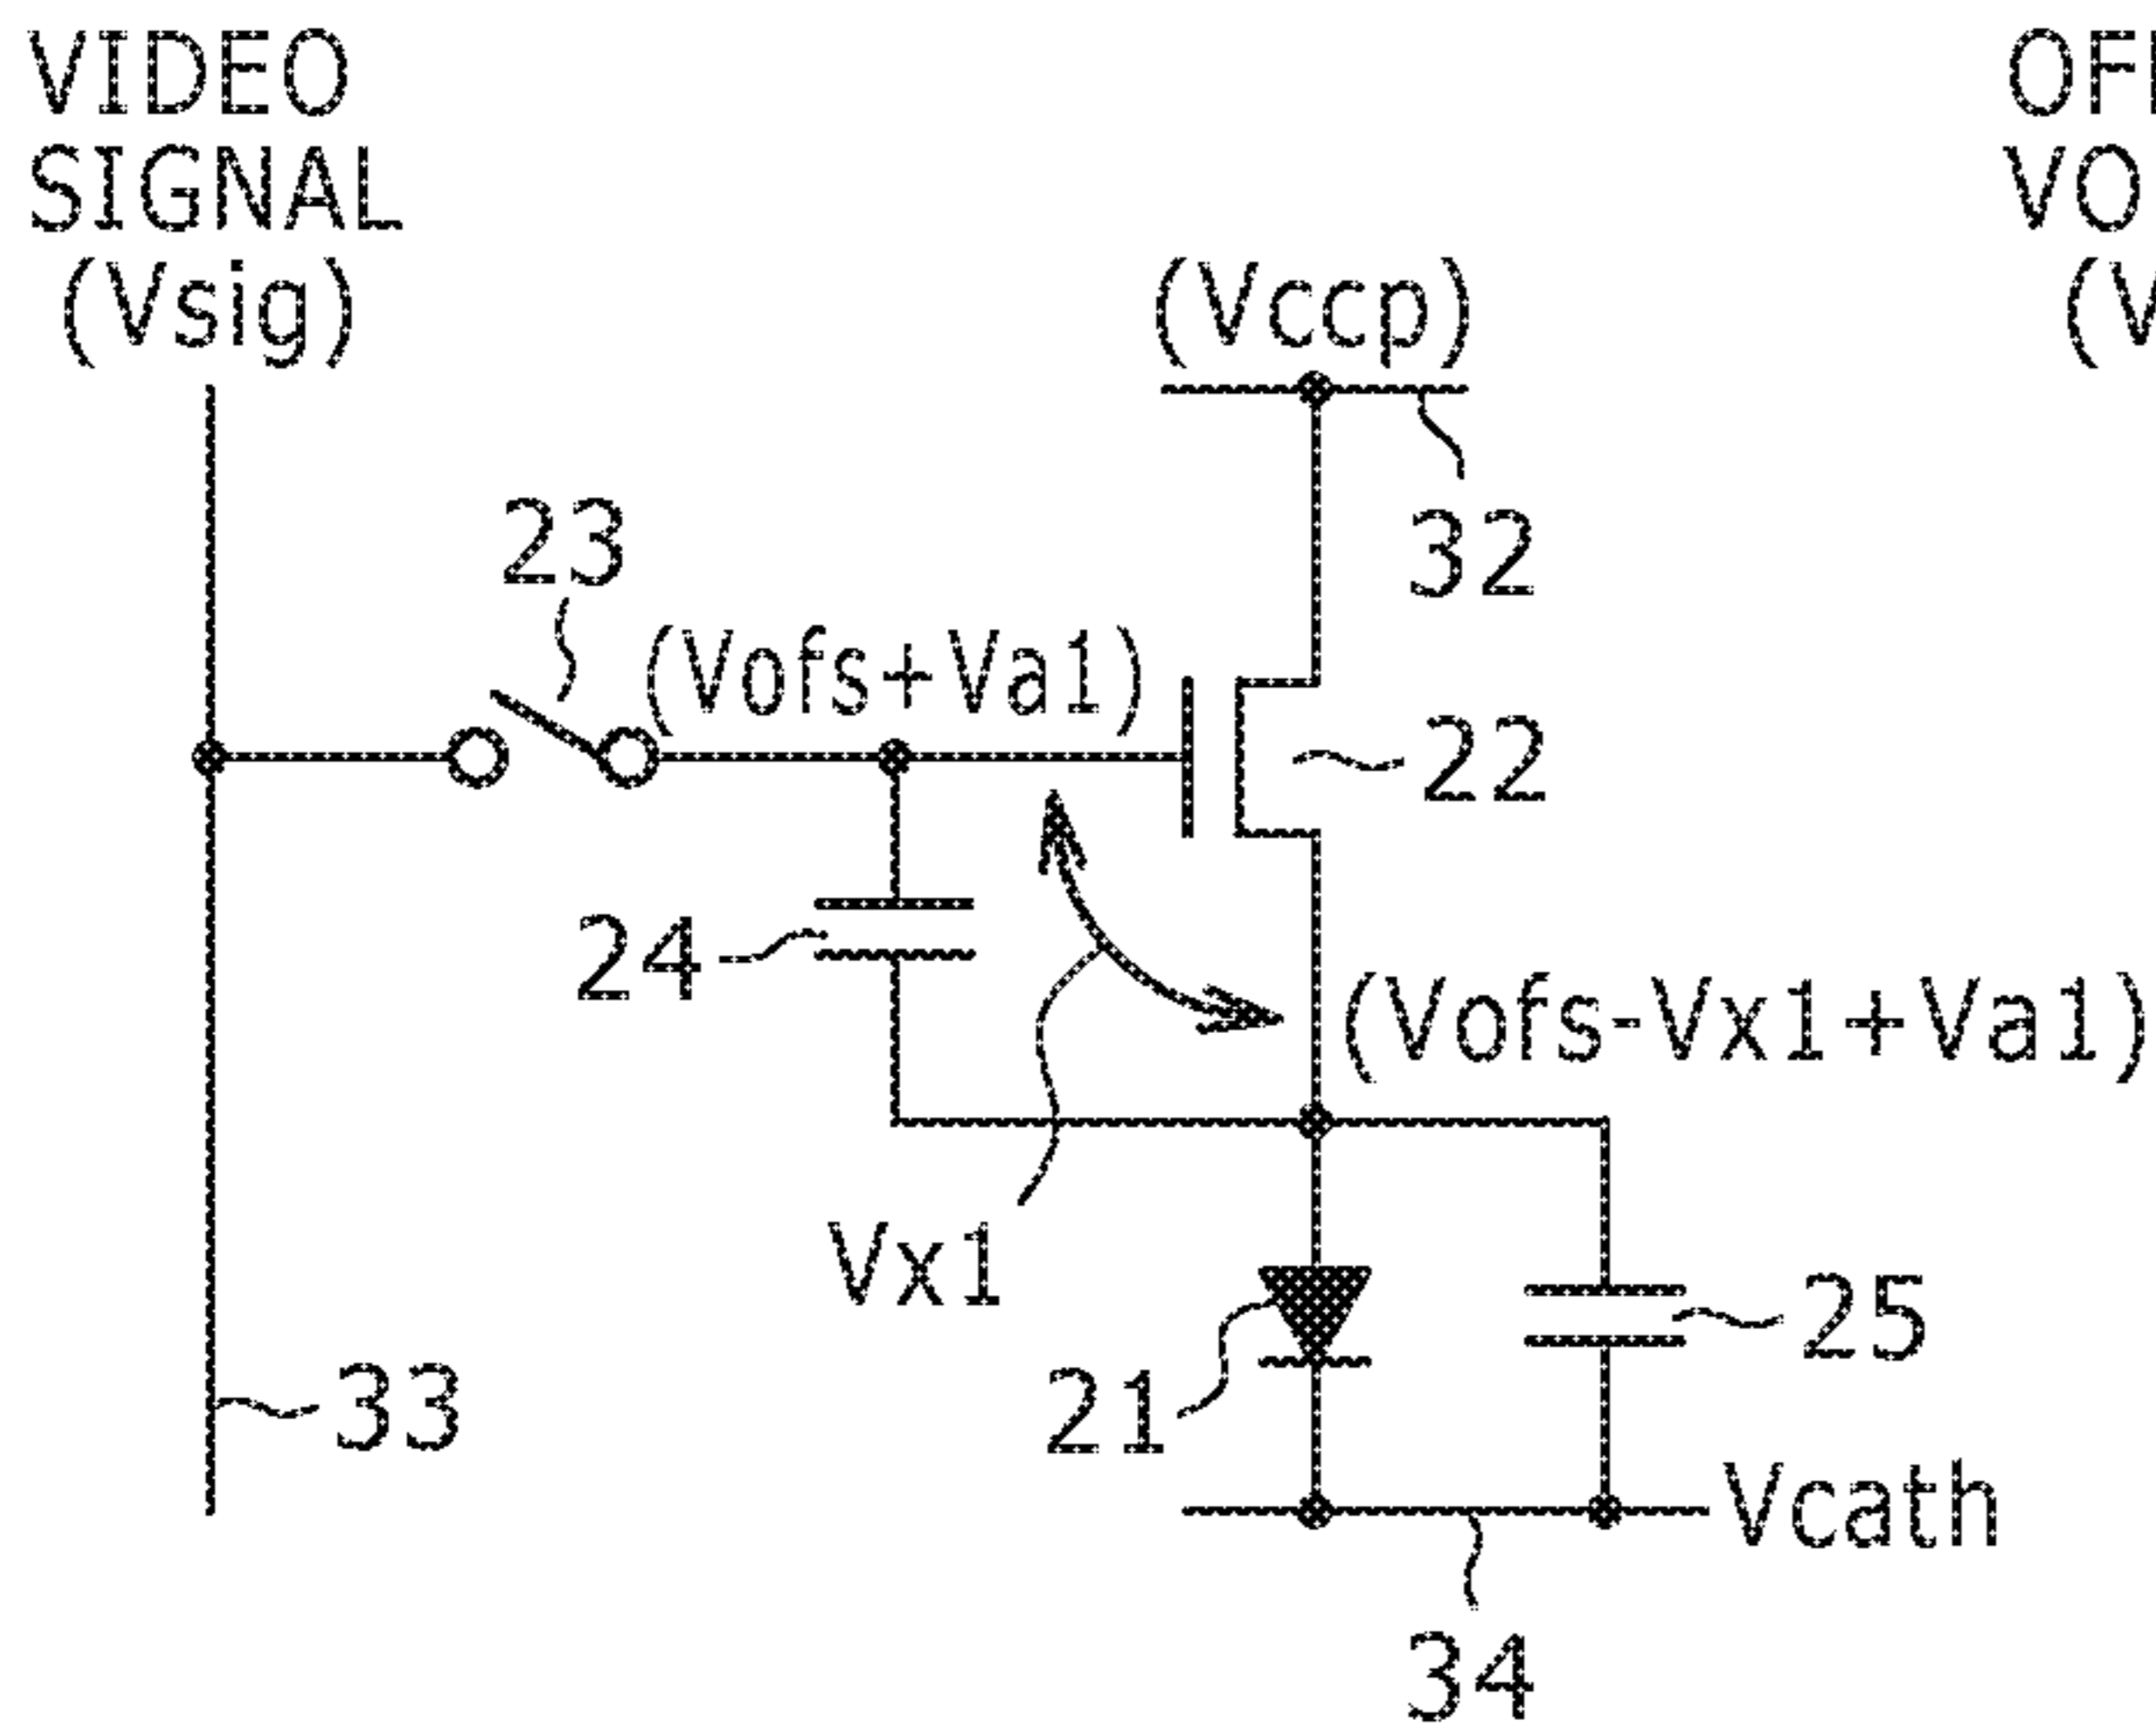 VIDEO
SIGNAL
(Vsig)
(Vccp)
32
23
(Vofs+Va1)
22
24
(Vofs-Vx1+Va1)
Vx1
21
25
33
Vcath
34